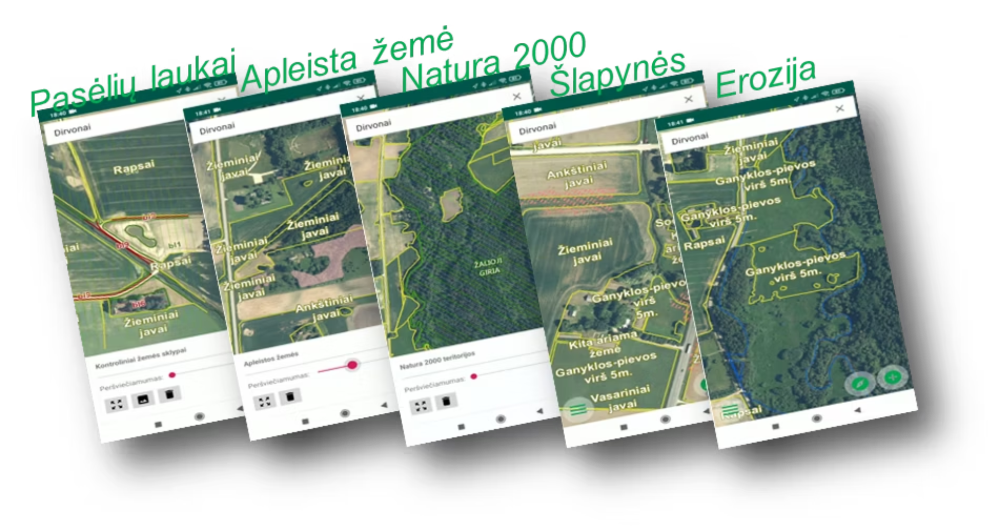 Pasėlių laukai
Apleista žemė
Natura 2000
Šlapynės
Erozija
18:40
Dirvonai
Rapsai
bl1
Rapsai
Žieminiai
javai
Kontroliniai žemės sklypai
Peršviečiamumas:
18:41
Dirvonai
Žieminiai
javai
Žieminia
javai
Žieminiai
javai
Žieminiai
javai
Žieminiai
javai
Ankštiniai
javai
Apleistos žemės
Peršviečiamumas:
18:40
Dirvonai
ŽALIOJI
GIRIA
Natura 2000 teritorijos
Peršviečiamumas:
18:40
Dirvonai
javai
Ankštiniai
javai
Žieminiai
javai
Ganyklos-pievo
virš
5m.
Kita ariama
žemė
Ganyklos-pievos
virš 5m.
Vasariniai
javai
18:41
Dirvonai
Žieminiai
javai
Ganyklos-pievos
virš 5m.
Ganyklos-pievos
virš 5m.
Rapsai
Ganyklos-pievos
virš 5m.
Rapsai